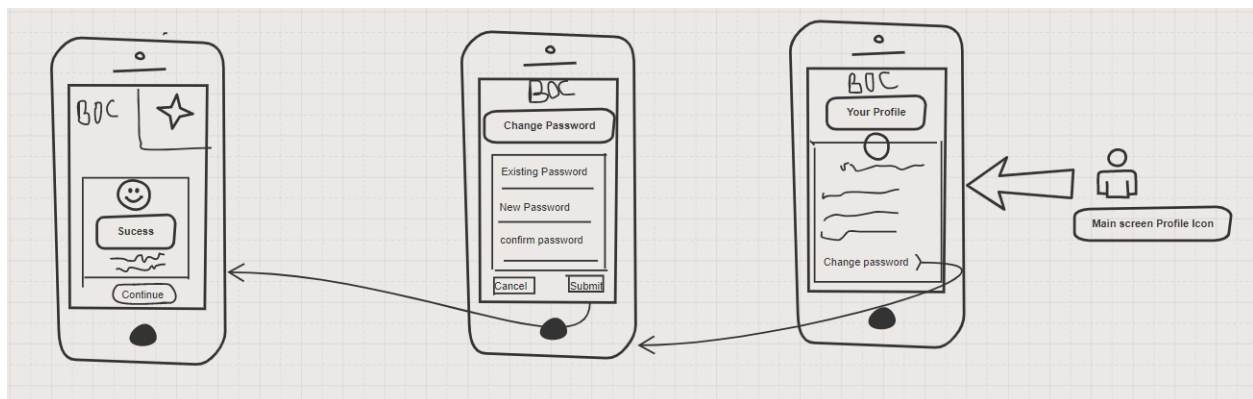 BOC
Sucess
Continue
BOC
Change Password
Existing Password
New Password
confirm password
Cancel
Submit
BOC
Your Profile
Change password
Main screen Profile Icon